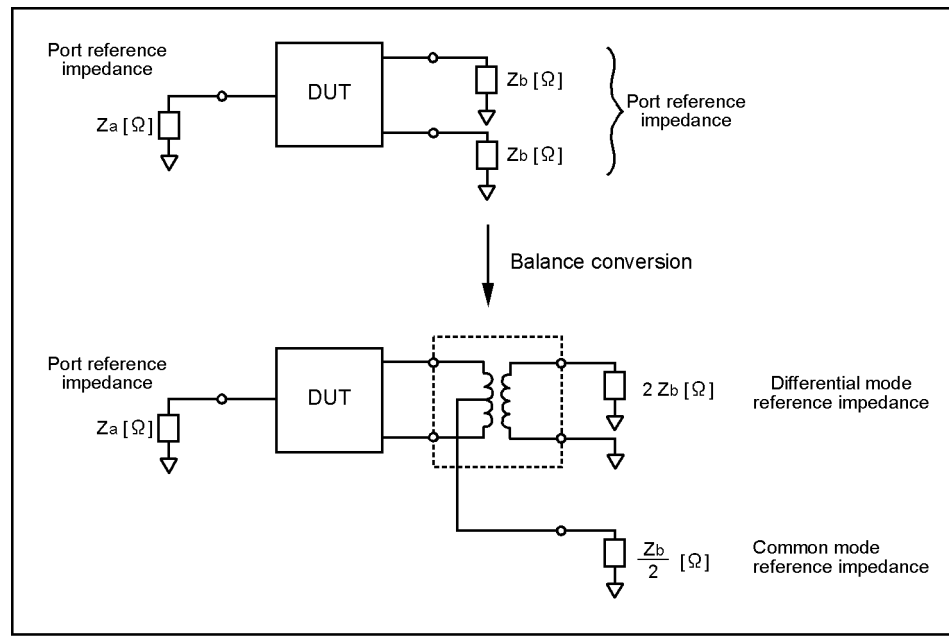 Port reference
impedance
Za [Ω]
DUT
Zb [Ω]
Zb [Ω]
Port reference
impedance
Balance conversion
Port reference
impedance
Za [Ω]
DUT
2 Zb [Ω]
Differential mode
reference impedance
Zb
2 [Ω]
Common mode
reference impedance